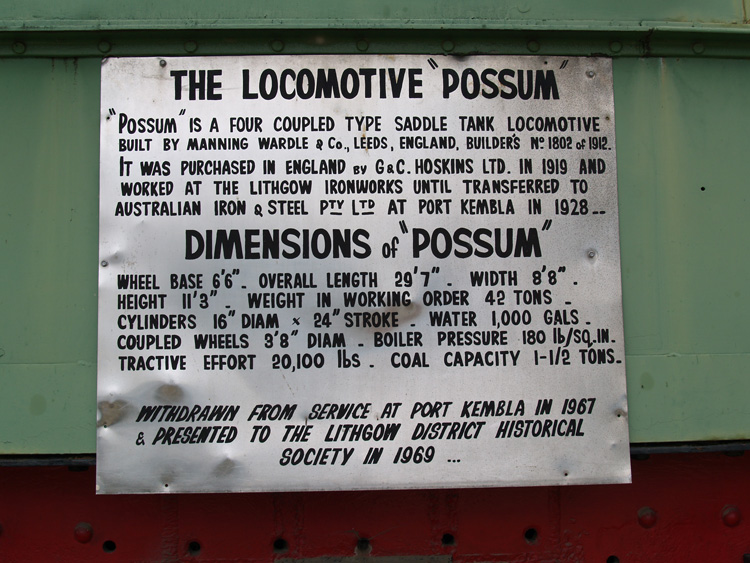 THE LOCOMOTIVE "POSSUM"
"POSSUM" IS A FOUR COUPLED TYPE SADDLE TANK LOCOMOTIVE
BUILT BY MANNING WARDLE & Co., LEEDS, ENGLAND, BUILDER'S No 1802 of 1912.
IT WAS PURCHASED IN ENGLAND BY G&C. HOSKINS LTD. IN 1919 AND
WORKED AT THE LITHGOW IRONWORKS UNTIL TRANSFERRED TO
AUSTRALIAN IRON & STEEL PTY LTD AT PORT KEMBLA IN 1928--
DIMENSIONS of "POSSUM"
WHEEL BASE 6'6"- OVERALL LENGTH 29'7" - WIDTH 8'8" -
HEIGHT 11'3" - WEIGHT IN WORKING ORDER 42 TONS -
CYLINDERS 16" DIAM × 24" STROKE - WATER 1,000 GALS -
COUPLED WHEELS 3'8" DIAM - BOILER PRESSURE 180 lb/SQ.IN.
TRACTIVE EFFORT 20,100 lbS - COAL CAPACITY 1-1/2 TONS-
WITHDRAWN FROM SERVICE AT PORT KEMBLA IN 1967
& PRESENTED TO THE LITHGOW DISTRICT HISTORICAL
SOCIETY IN 1969 ...